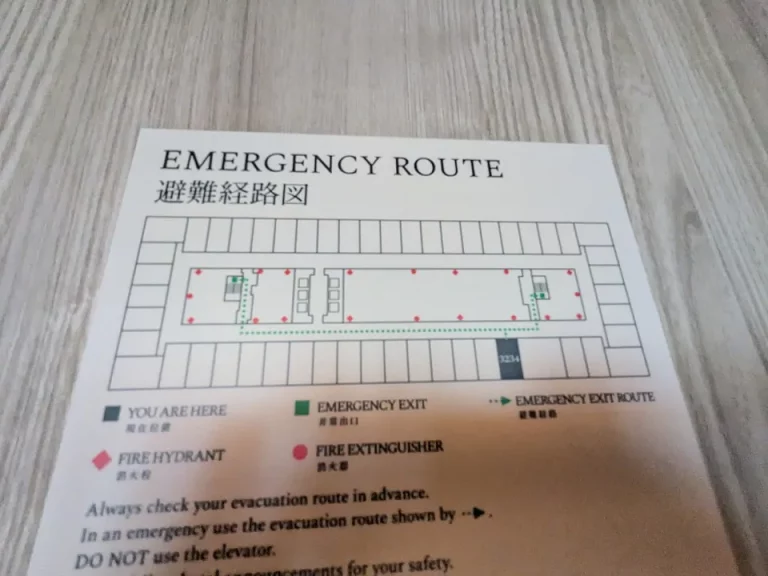 EMERGENCY ROUTE
避難経路図
3234
YOU ARE HERE
現在位置
EMERGENCY EXIT
非常出口
EMERGENCY EXIT ROUTE
避難経路
FIRE HYDRANT
消火栓
FIRE EXTINGUISHER
消火器
Always check your evacuation route in advance.
In an emergency use the evacuation route shown by ··▶.
DO NOT use the elevator.
announcements for your safety.